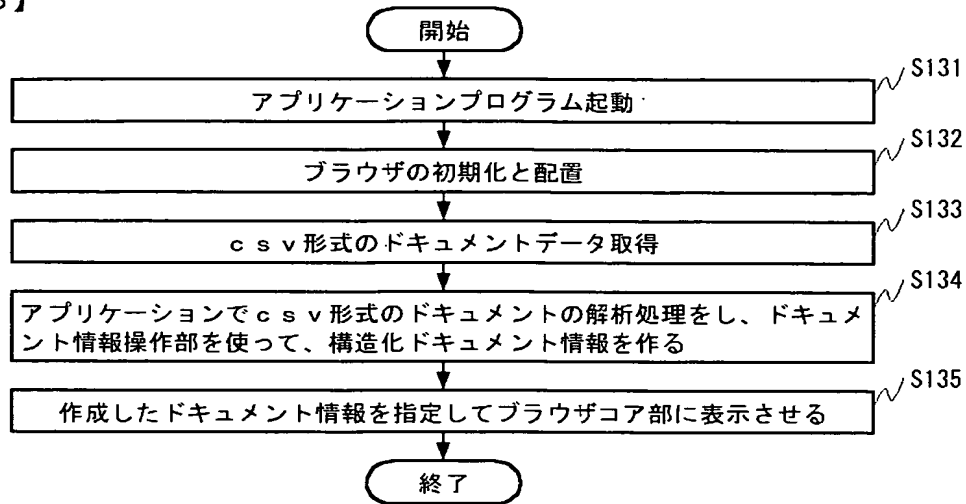 開始
S131
アプリケーションプログラム起動
S132
ブラウザの初期化と配置
S133
ｃｓｖ形式のドキュメントデータ取得
S134
アプリケーションでｃｓｖ形式のドキュメントの解析処理をし、ドキュメ
ント情報操作部を使って、構造化ドキュメント情報を作る
S135
作成したドキュメント情報を指定してブラウザコア部に表示させる
終了